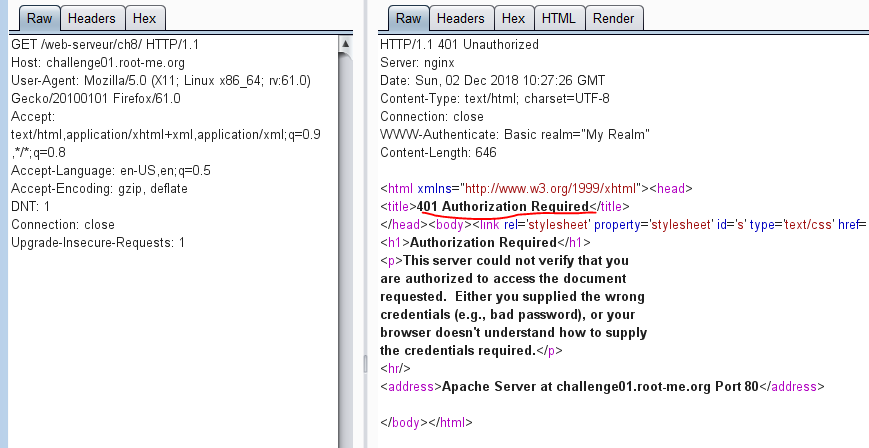 Raw Headers Hex
GET /web-serveur/ch8/ HTTP/1.1
Host: challenge01.root-me.org
User-Agent: Mozilla/5.0 (X11; Linux x86_64; rv:61.0)
Gecko/20100101 Firefox/61.0
Accept:
text/html,application/xhtml+xml,application/xml;q=0.9
,*/*;q=0.8
Accept-Language: en-US,en;q=0.5
Accept-Encoding: gzip, deflate
DNT: 1
Connection: close
Upgrade-Insecure-Requests: 1
Raw Headers Hex HTML Render
HTTP/1.1 401 Unauthorized
Server: nginx
Date: Sun, 02 Dec 2018 10:27:26 GMT
Content-Type: text/html; charset=UTF-8
Connection: close
WWW-Authenticate: Basic realm="My Realm"
Content-Length: 646
<html xmlns="http://www.w3.org/1999/xhtml"><head>
<title>401 Authorization Required</title>
</head><body><link rel='stylesheet' property='stylesheet' id='s' type='text/css' href=
<h1>Authorization Required</h1>
<p>This server could not verify that you
are authorized to access the document
requested.  Either you supplied the wrong
credentials (e.g., bad password), or your
browser doesn't understand how to supply
the credentials required.</p>
<hr/>
<address>Apache Server at challenge01.root-me.org Port 80</address>
</body></html>